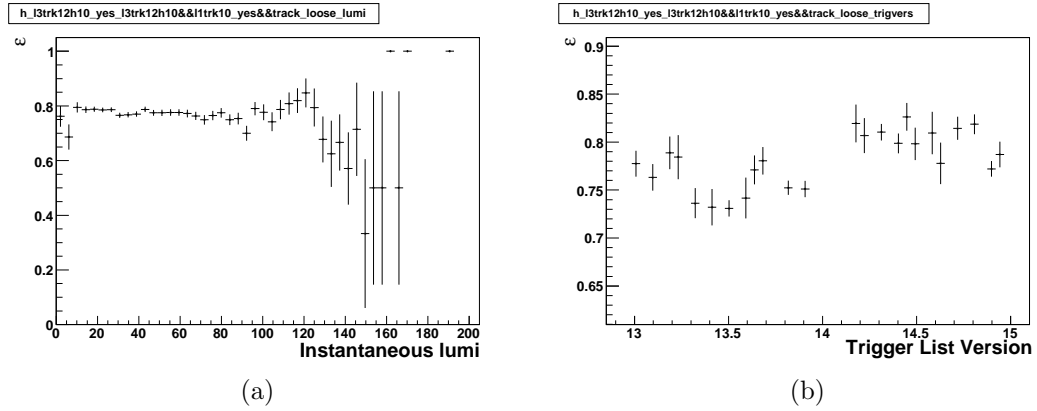 h_l3trk12h10_yes_l3trk12h10&&l1trk10_yes&&track_loose_lumi
ε
1
0.8
0.6
0.4
0.2
0
0 20 40 60 80 100 120 140 160 180 200
Instantaneous lumi
(a)
h_l3trk12h10_yes_l3trk12h10&&l1trk10_yes&&track_loose_trigvers
ε
0.9
0.85
0.8
0.75
0.7
0.65
13 13.5 14 14.5 15
Trigger List Version
(b)